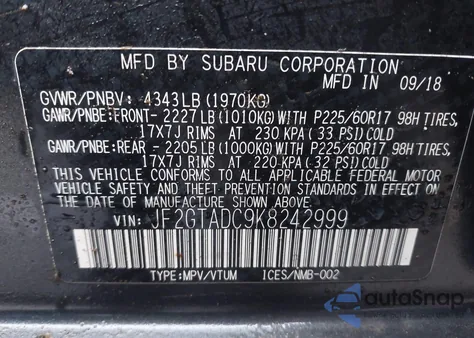 MFD BY SUBARU CORPORATION
MFD IN 09/18
GVWR/PNBV: 4343LB(1970KG)
GAWR/PNBE:FRONT- 2227LB(1010KG)WITH P225/60R17 98H TIRES,
17X7J RIMS AT 230 KPA(33 PSI)COLD
GAWR/PNBE:REAR - 2205LB(1000KG)WITH P225/60R17 98H TIRES,
17X7J RIMS AT 220 KPA(32 PSI)COLD
THIS VEHICLE CONFORMS TO ALL APPLICABLE FEDERAL MOTOR
VEHICLE SAFETY AND THEFT PREVENTION STANDARDS IN EFFECT
ON THE DATE OF MANUFACTURE SHOWN ABOVE.
VIN: JF2GTADC9K8242999
TYPE:MPV/VTUM ICES/NMB-002
autoSnap